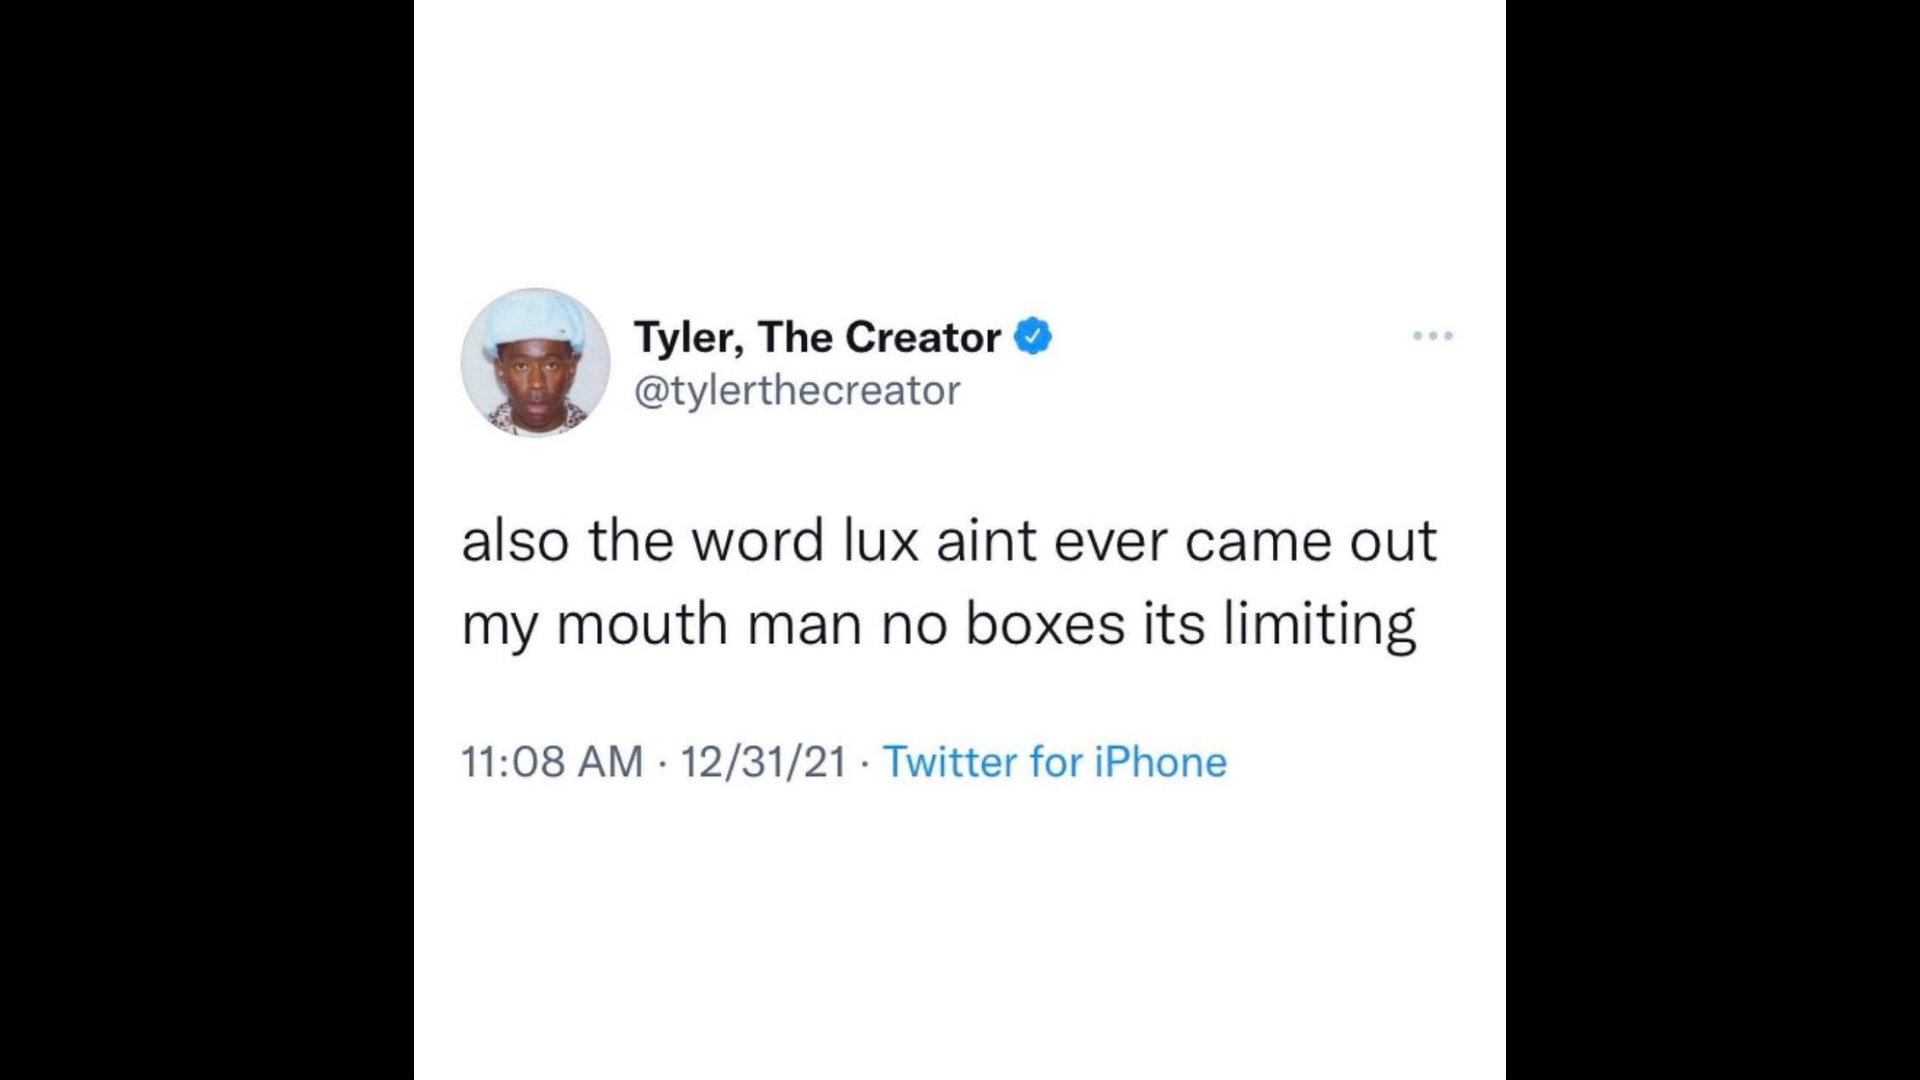 Tyler, The Creator
@tylerthecreator
also the word lux aint ever came out
my mouth man no boxes its limiting
11:08 AM · 12/31/21 · Twitter for iPhone